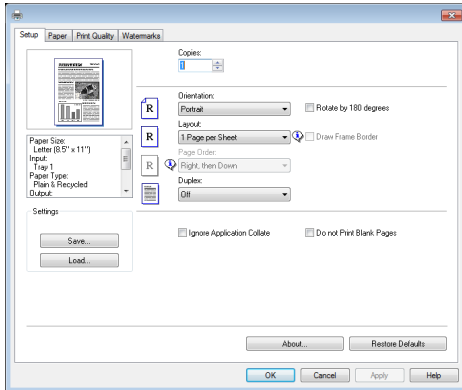 Setup Paper Print Quality Watermarks
Copies:
1
Orientation:
Portrait
Rotate by 180 degrees
Layout:
1 Page per Sheet
Draw Frame Border
Page Order:
Right, then Down
Duplex:
Off
Paper Size:
Letter (8.5" x 11")
Input:
Tray 1
Paper Type:
Plain & Recycled
Output:
Settings
Save...
Load...
Ignore Application Collate
Do not Print Blank Pages
About...
Restore Defaults
OK Cancel Apply Help
R
R
R